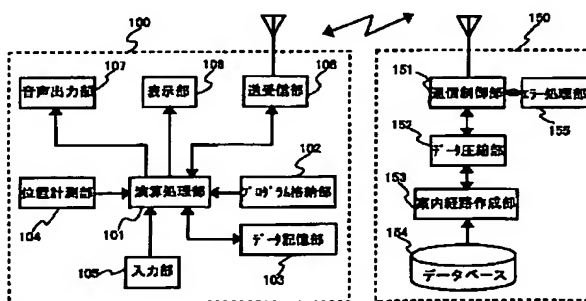 100
107
音声出力部
108
表示部
106
送受信部
102
プログラム格納部
位置計測部
104
演算処理部
101
データ記憶部
103
105
入力部
150
151
通信制御部
エラー処理部
155
152
データ圧縮部
153
案内経路作成部
154
データベース